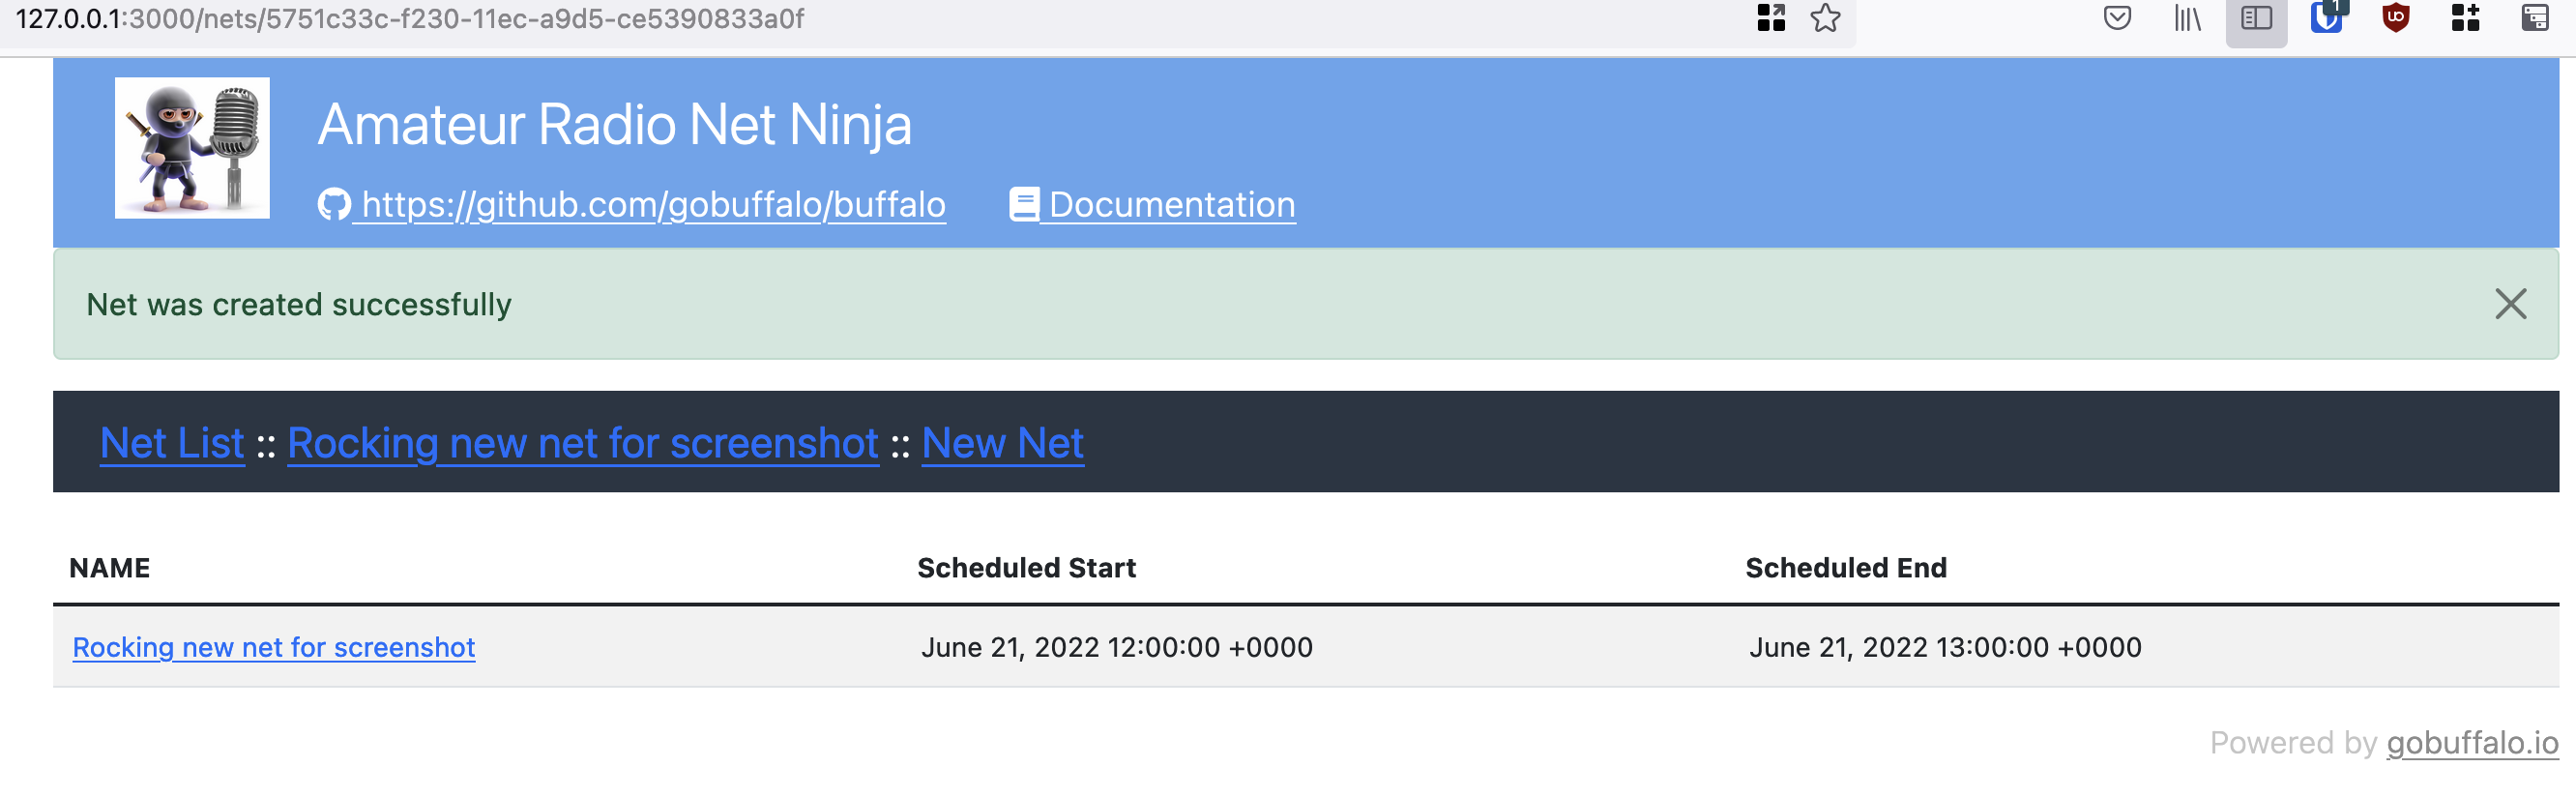 127.0.0.1:3000/nets/5751c33c-f230-11ec-a9d5-ce5390833a0f
1
Amateur Radio Net Ninja
https://github.com/gobuffalo/buffalo Documentation
Net was created successfully
Net List :: Rocking new net for screenshot :: New Net
NAME Scheduled Start Scheduled End
Rocking new net for screenshot June 21, 2022 12:00:00 +0000 June 21, 2022 13:00:00 +0000
Powered by gobuffalo.io